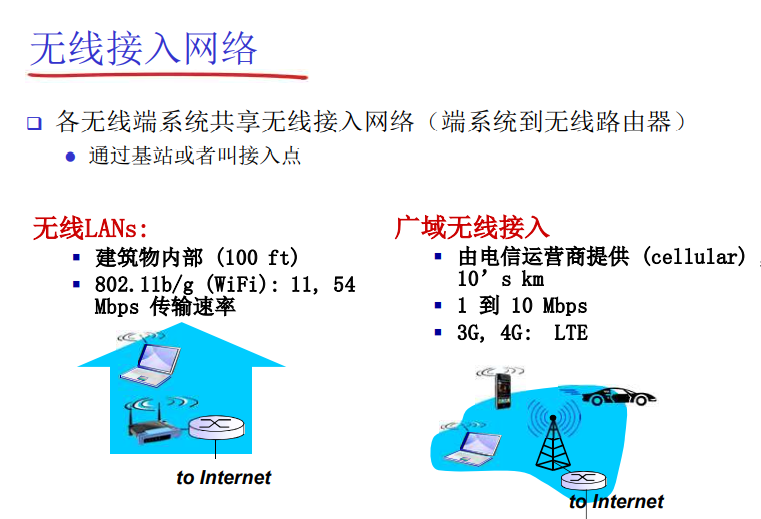 无线接入网络
各无线端系统共享无线接入网络（端系统到无线路由器）
通过基站或者叫接入点
无线LANs:
建筑物内部 (100 ft)
802.11b/g (WiFi): 11, 54
Mbps 传输速率
to Internet
广域无线接入
由电信运营商提供 (cellular) ,
10’s km
1 到 10 Mbps
3G, 4G: LTE
to Internet